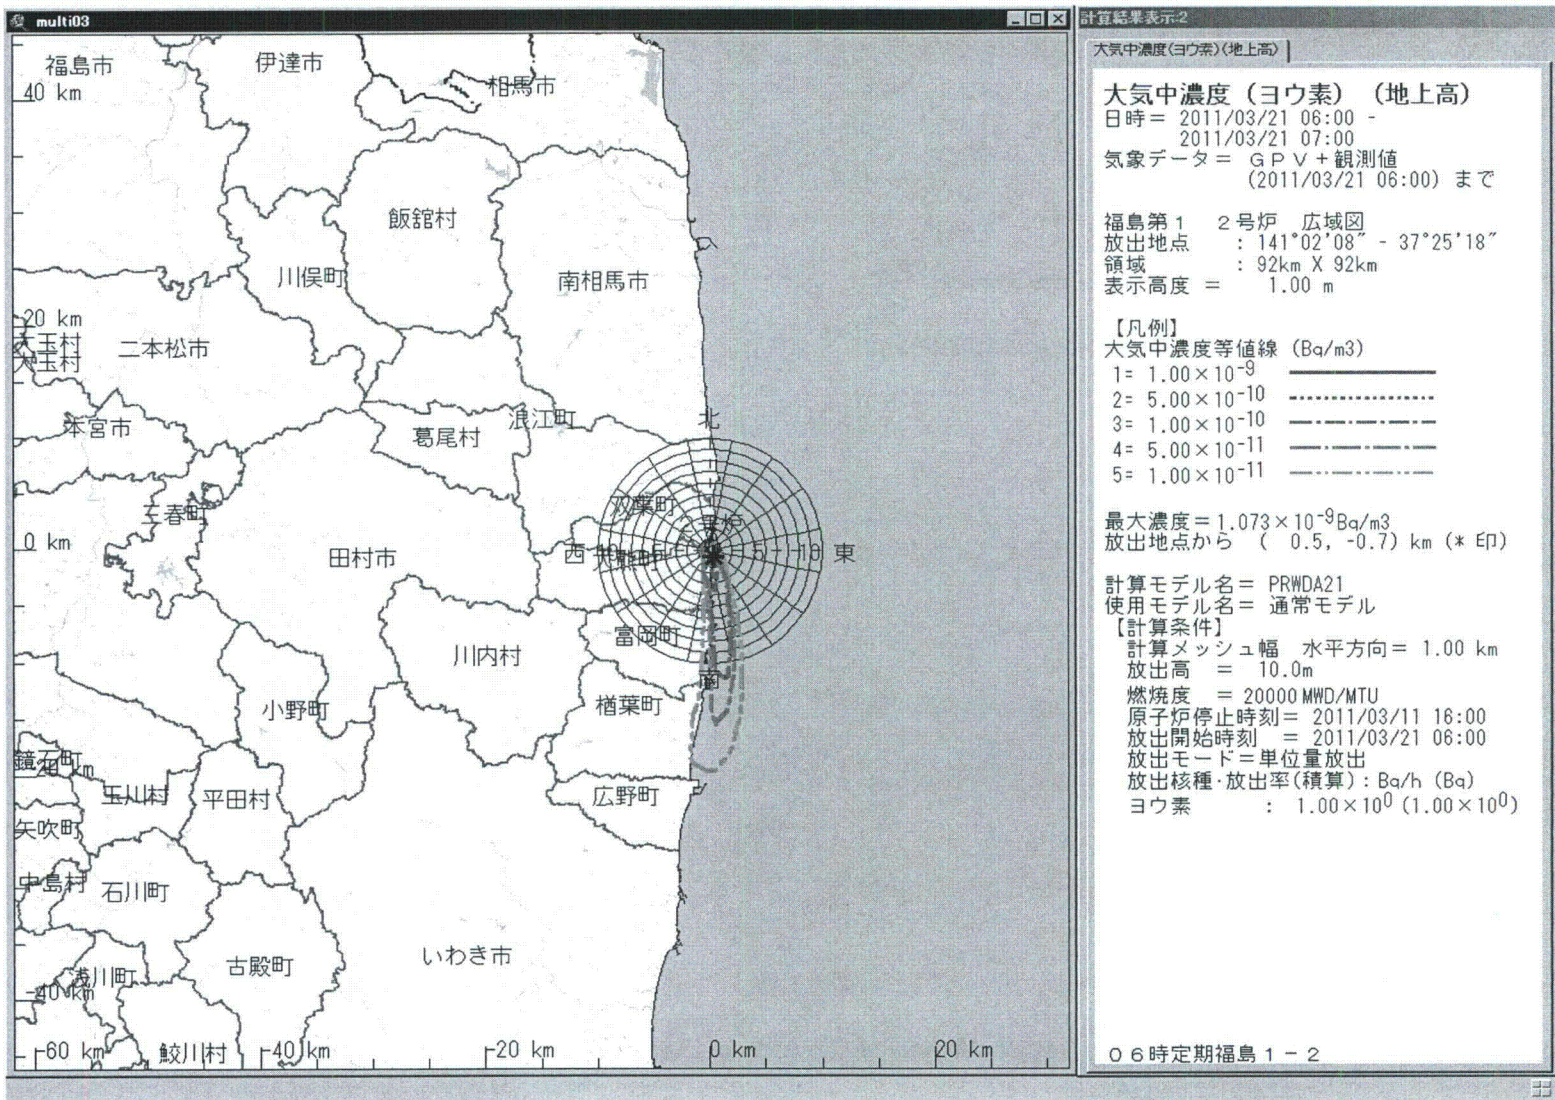 multi03
福島市
伊達市
相馬市
40 km
飯舘村
川俣町
南相馬市
20 km
大玉村
大玉村
二本松市
本宮市
葛尾村
浪江町
北
三春町
双葉町
0 km
田村市
西
東
富岡町
川内村
南
小野町
楢葉町
鏡石町
-20 km
玉川村
平田村
広野町
矢吹町
中島村
石川町
いわき市
古殿町
浅川町
-40 km
鮫川村
-60 km
-40 km
-20 km
0 km
20 km
計算結果表示:2
大気中濃度(ヨウ素)(地上高)
大気中濃度（ヨウ素）（地上高）
日時＝ 2011/03/21 06:00 -
2011/03/21 07:00
気象データ＝ ＧＰＶ＋観測値
(2011/03/21 06:00) まで
福島第１　２号炉　広域図
放出地点 : 141°02'08" - 37°25'18"
領域 : 92km X 92km
表示高度 ＝ 1.00 m
【凡例】
大気中濃度等値線 (Bq/m3)
1= 1.00×10⁻⁹
2= 5.00×10⁻¹⁰
3= 1.00×10⁻¹⁰
4= 5.00×10⁻¹¹
5= 1.00×10⁻¹¹
最大濃度＝1.073×10⁻⁹Bq/m3
放出地点から ( 0.5, -0.7) km (* 印)
計算モデル名＝ PRWDA21
使用モデル名＝ 通常モデル
【計算条件】
計算メッシュ幅　水平方向＝ 1.00 km
放出高 ＝ 10.0m
燃焼度 ＝ 20000MWD/MTU
原子炉停止時刻＝ 2011/03/11 16:00
放出開始時刻 ＝ 2011/03/21 06:00
放出モード＝単位量放出
放出核種・放出率(積算)：Bq/h (Bq)
ヨウ素 : 1.00×10⁰ (1.00×10⁰)
０６時定期福島１－２